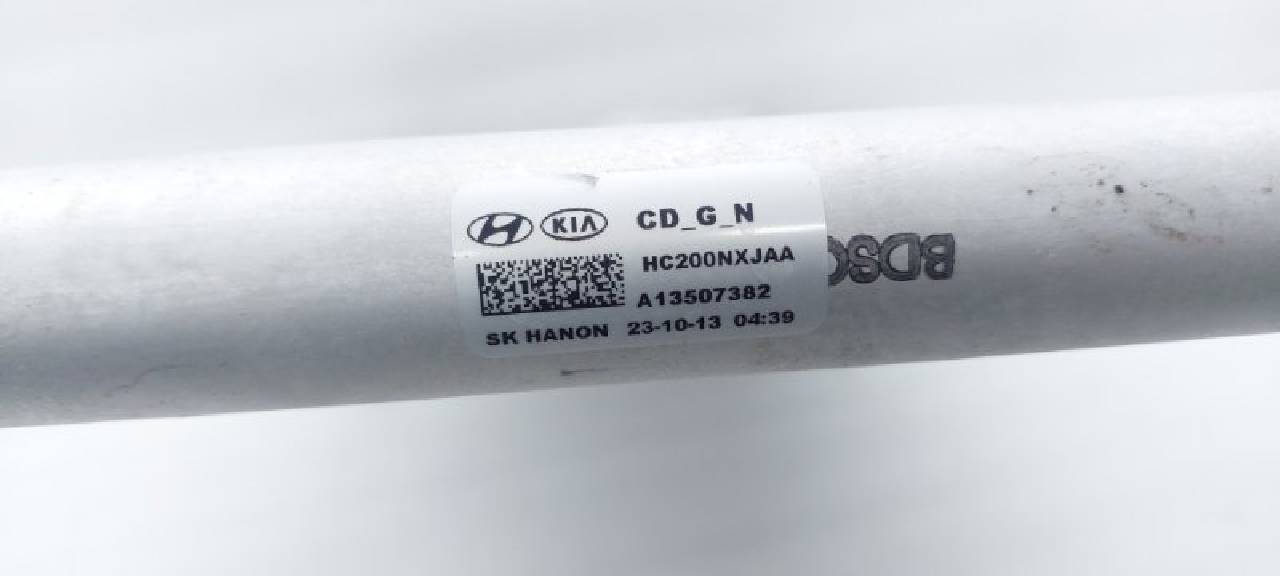 KIA CD_G_N
HC200NXJAA
A13507382
SK HANON 23-10-13 04:39